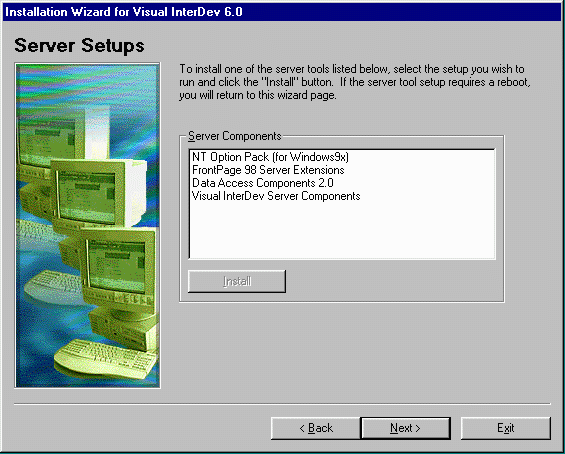 Installation Wizard for Visual InterDev 6.0
Server Setups
To install one of the server tools listed below, select the setup you wish to
run and click the "Install" button.  If the server tool setup requires a reboot,
you will return to this wizard page.
Server Components
NT Option Pack (for Windows9x)
FrontPage 98 Server Extensions
Data Access Components 2.0
Visual InterDev Server Components
Install
< Back
Next >
Exit